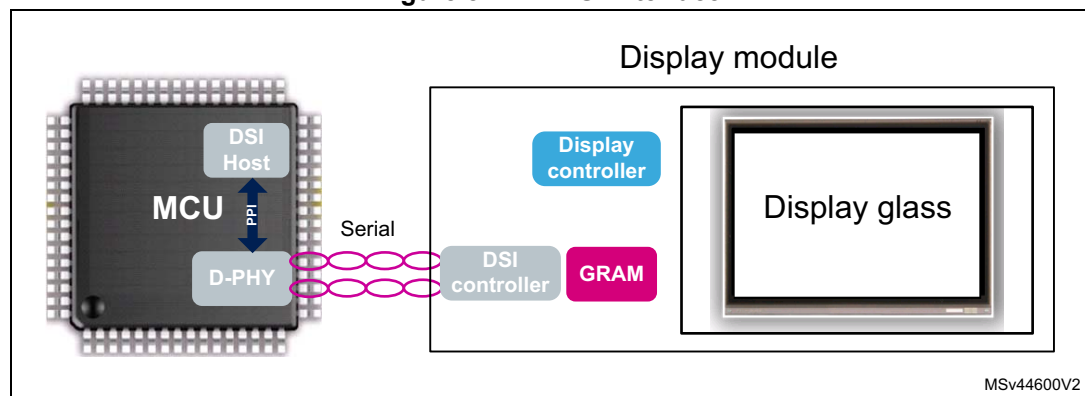 Display module
DSI
Host
Display
controller
MCU
PPI
Display glass
Serial
D-PHY
DSI
controller
GRAM
MSv44600V2